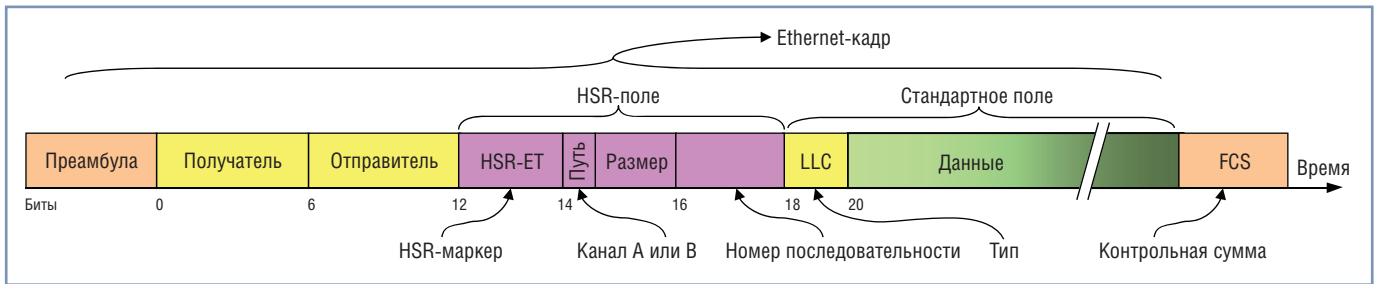 Ethernet-кадр
HSR-поле
Стандартное поле
Преамбула
Получатель
Отправитель
HSR-ET
Путь
Размер
LLC
Данные
FCS
Время
Биты
0
6
12
14
16
18
20
HSR-маркер
Канал А или В
Номер последовательности
Тип
Контрольная сумма